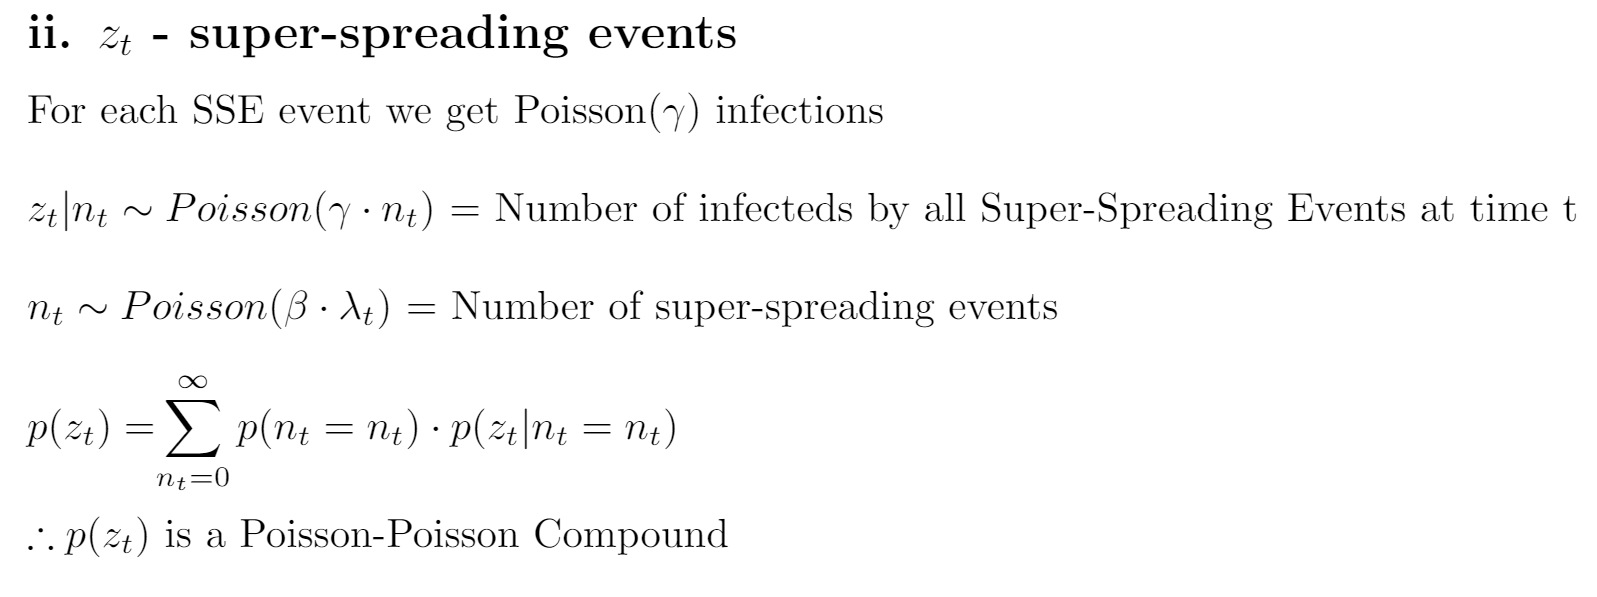 ii. z_t - super-spreading events
For each SSE event we get Poisson(γ) infections
z_t|n_t ∼ Poisson(γ · n_t) = Number of infecteds by all Super-Spreading Events at time t
n_t ∼ Poisson(β · λ_t) = Number of super-spreading events
p(z_t) = ∑_{n_t=0}^{∞} p(n_t = n_t) · p(z_t|n_t = n_t)
∴ p(z_t) is a Poisson-Poisson Compound